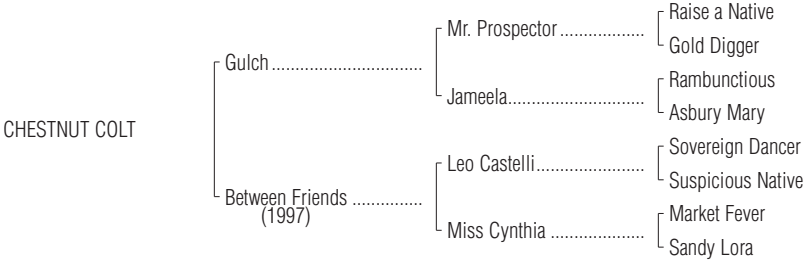 Raise a Native
Mr. Prospector ..................
Gold Digger
Gulch ................................
Rambunctious
Jameela.............................
Asbury Mary
CHESTNUT COLT
Sovereign Dancer
Leo Castelli.......................
Suspicious Native
Between Friends ...............
(1997)
Market Fever
Miss Cynthia ....................
Sandy Lora